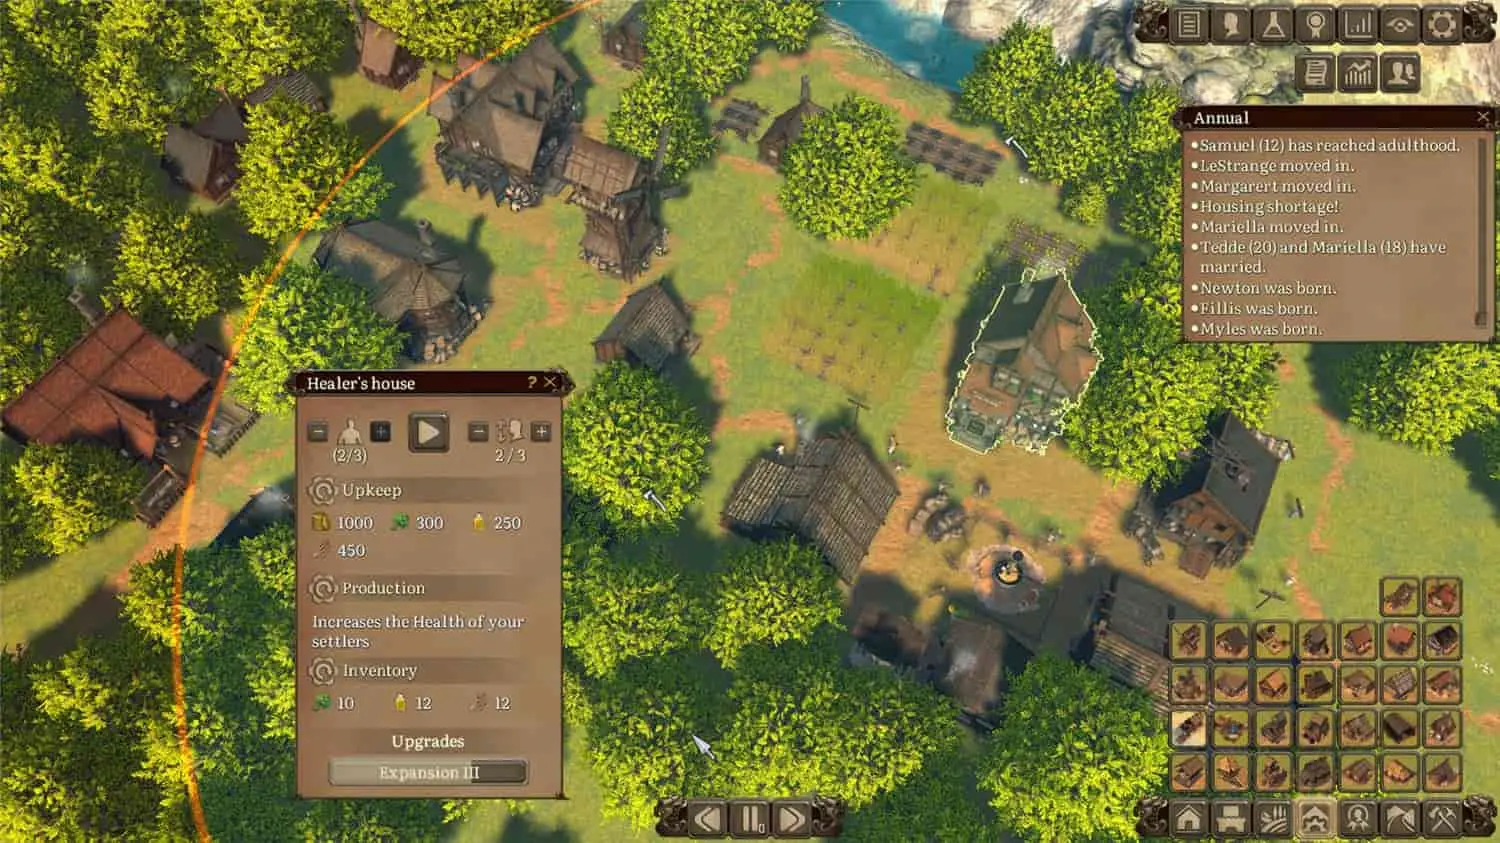 Annual
•Samuel (12) has reached adulthood.
•LeStrange moved in.
•Margarert moved in.
•Housing shortage!
•Mariella moved in.
•Tedde (20) and Mariella (18) have
married.
•Newton was born.
•Fillis was born.
•Myles was born.
Healer's house ?
(2/3) 2 / 3
Upkeep
1000 300 250
450
Production
Increases the Health of your
settlers
Inventory
10 12 12
Upgrades
Expansion III
0